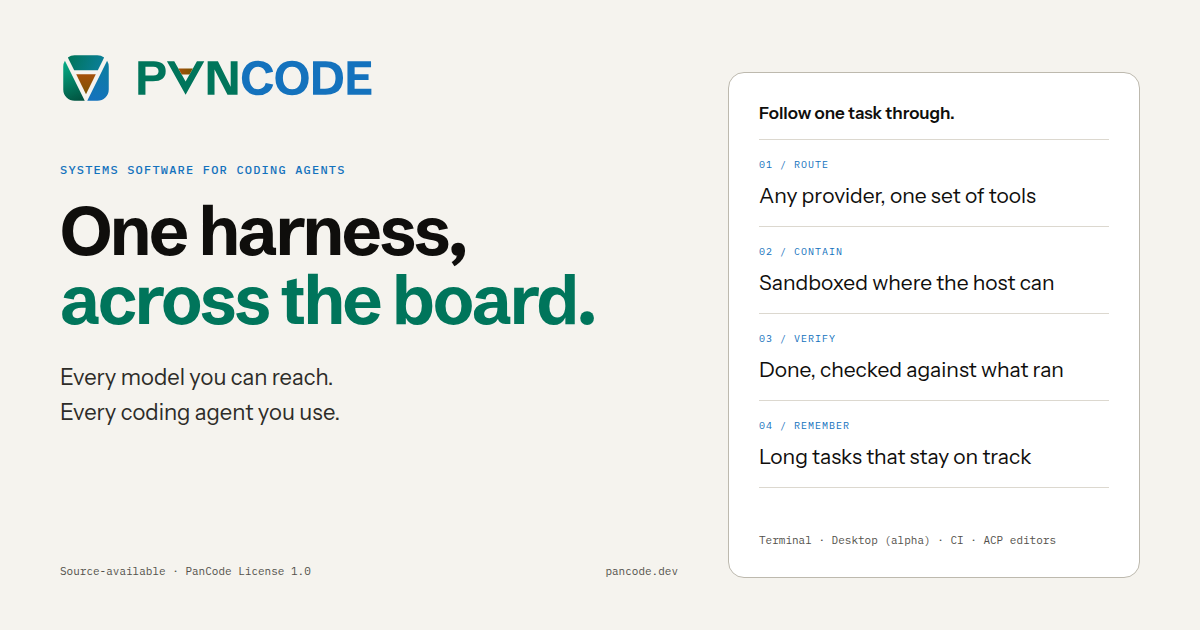 PANCODE
SYSTEMS SOFTWARE FOR CODING AGENTS
One harness,
across the board.
Every model you can reach.
Every coding agent you use.
Source-available · PanCode License 1.0
pancode.dev
Follow one task through.
01 / ROUTE
Any provider, one set of tools
02 / CONTAIN
Sandboxed where the host can
03 / VERIFY
Done, checked against what ran
04 / REMEMBER
Long tasks that stay on track
Terminal · Desktop (alpha) · CI · ACP editors